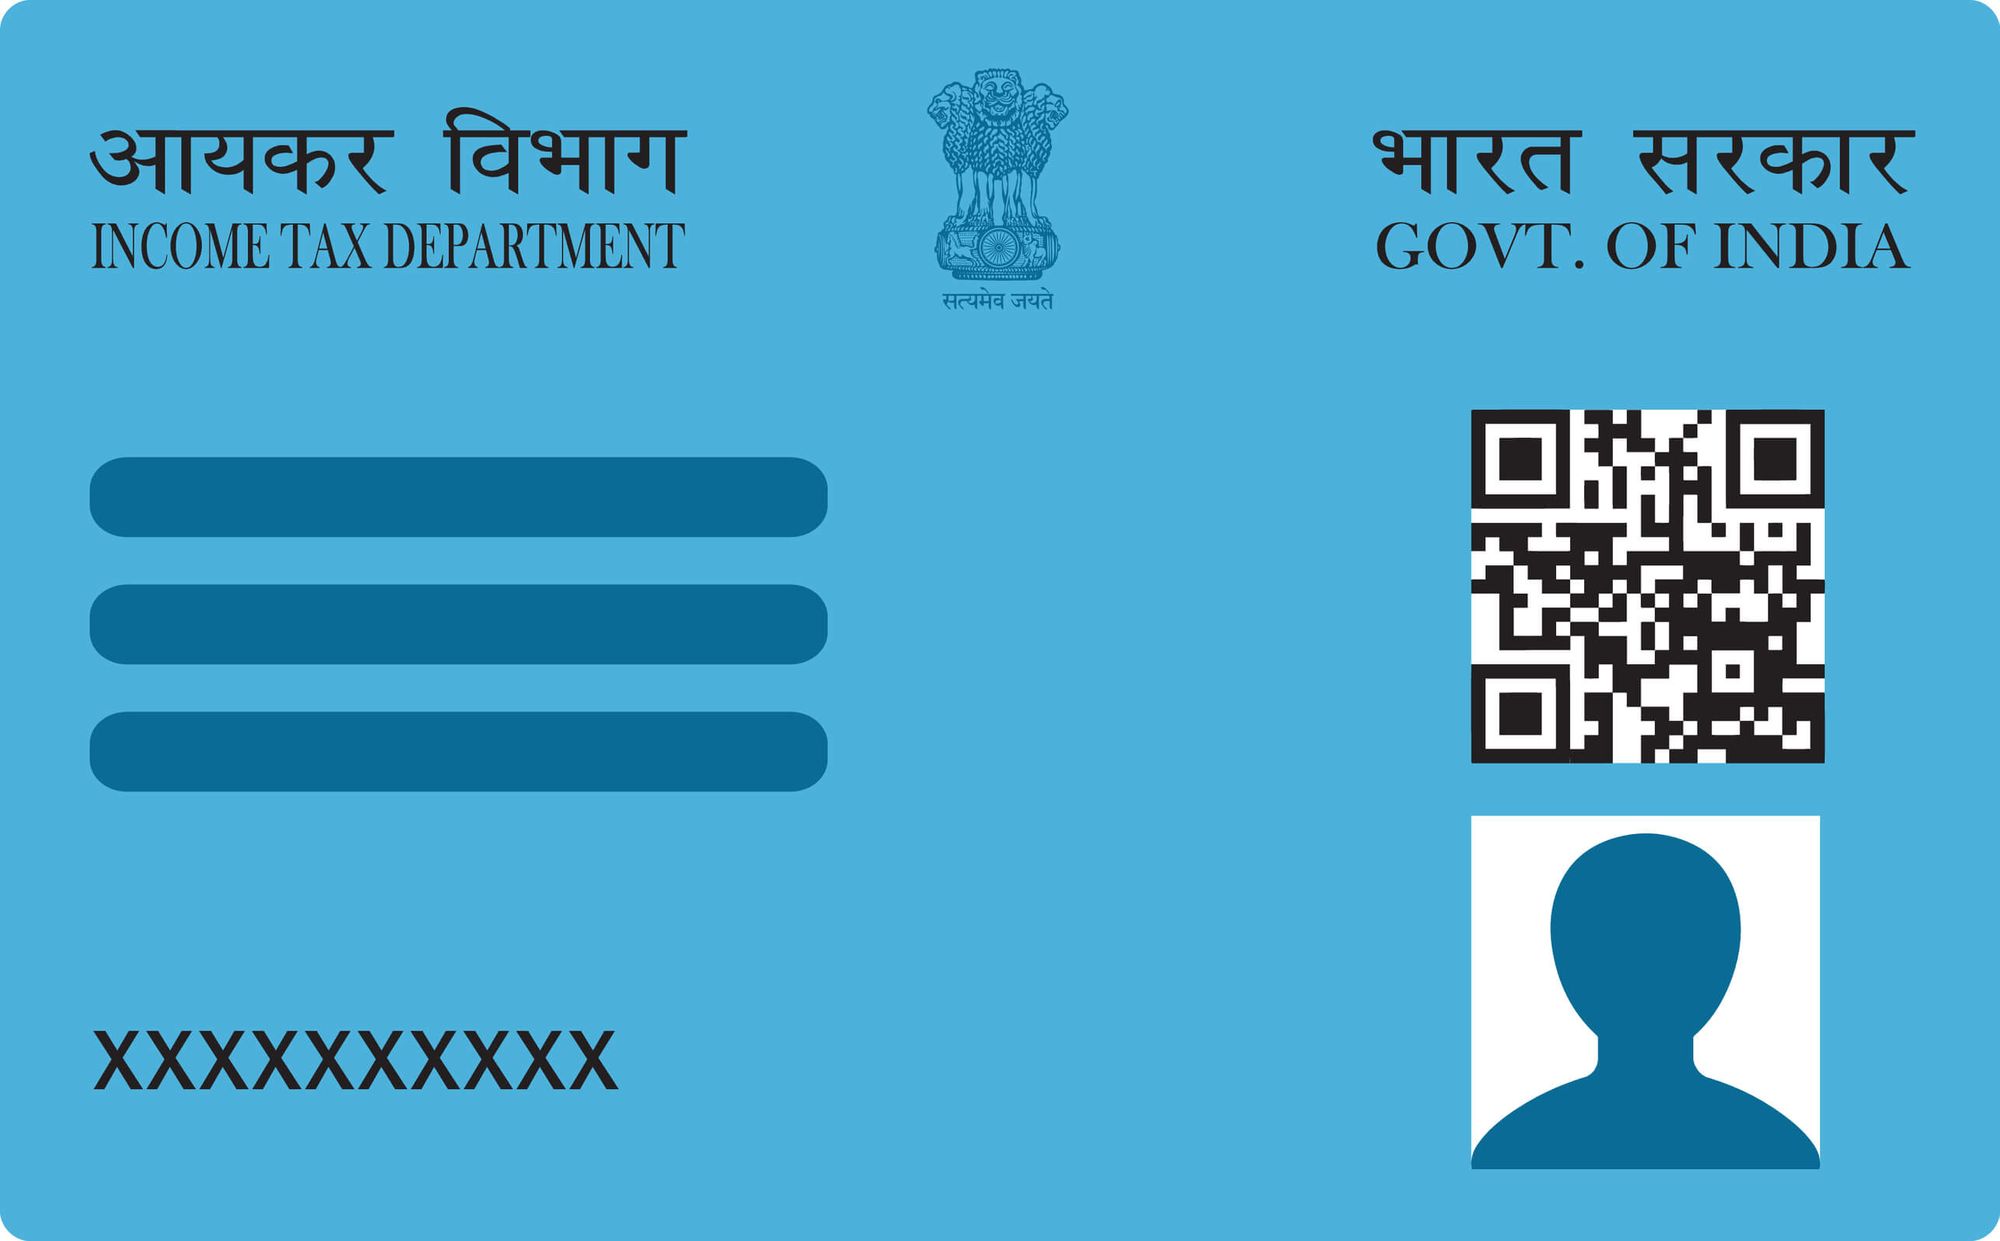 आयकर विभाग
INCOME TAX DEPARTMENT
सत्यमेव जयते
भारत सरकार
GOVT. OF INDIA
XXXXXXXXXX